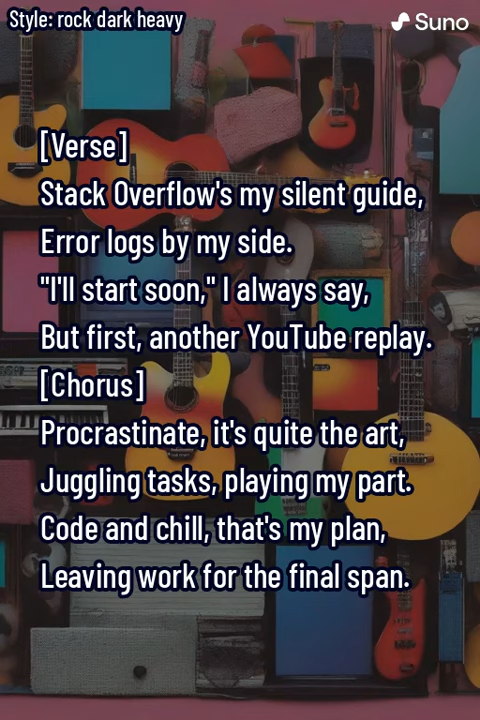 Style: rock dark heavy
Suno
[Verse]
Stack Overflow's my silent guide,
Error logs by my side.
"I'll start soon," I always say,
But first, another YouTube replay.
[Chorus]
Procrastinate, it's quite the art,
Juggling tasks, playing my part.
Code and chill, that's my plan,
Leaving work for the final span.